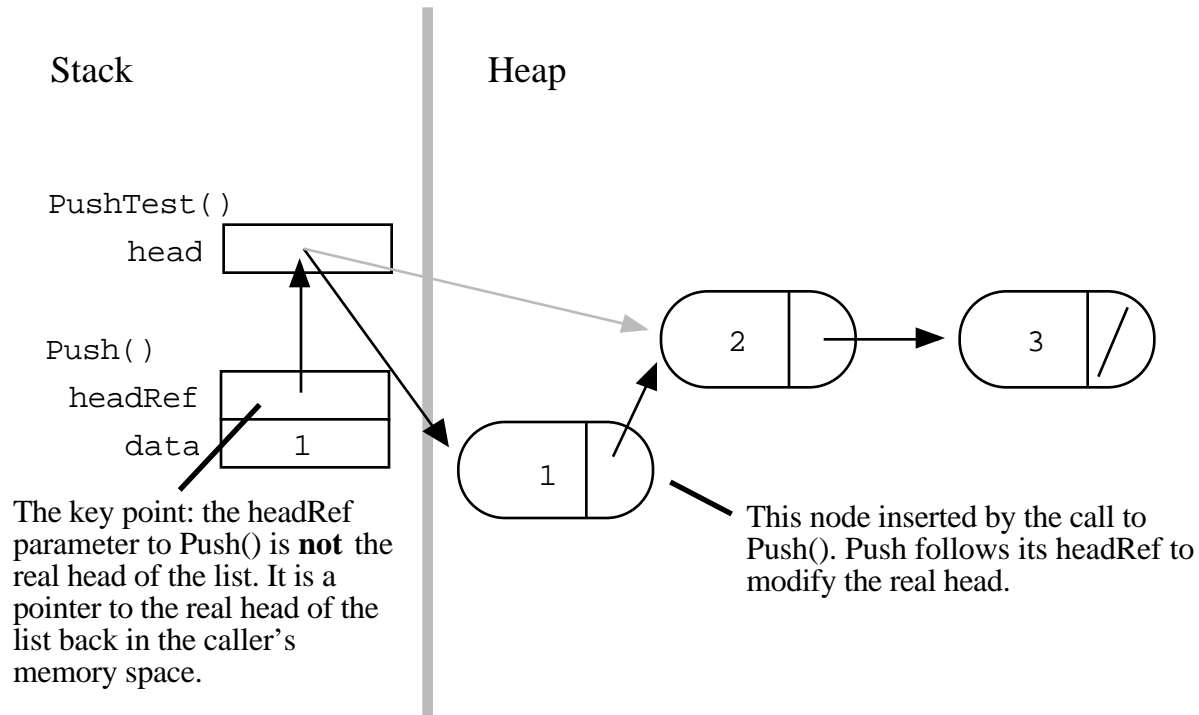 Stack
Heap
PushTest()
head
Push()
headRef
data 1
2
3
1
The key point: the headRef
parameter to Push() is not the
real head of the list. It is a
pointer to the real head of the
list back in the caller’s
memory space.
This node inserted by the call to
Push(). Push follows its headRef to
modify the real head.